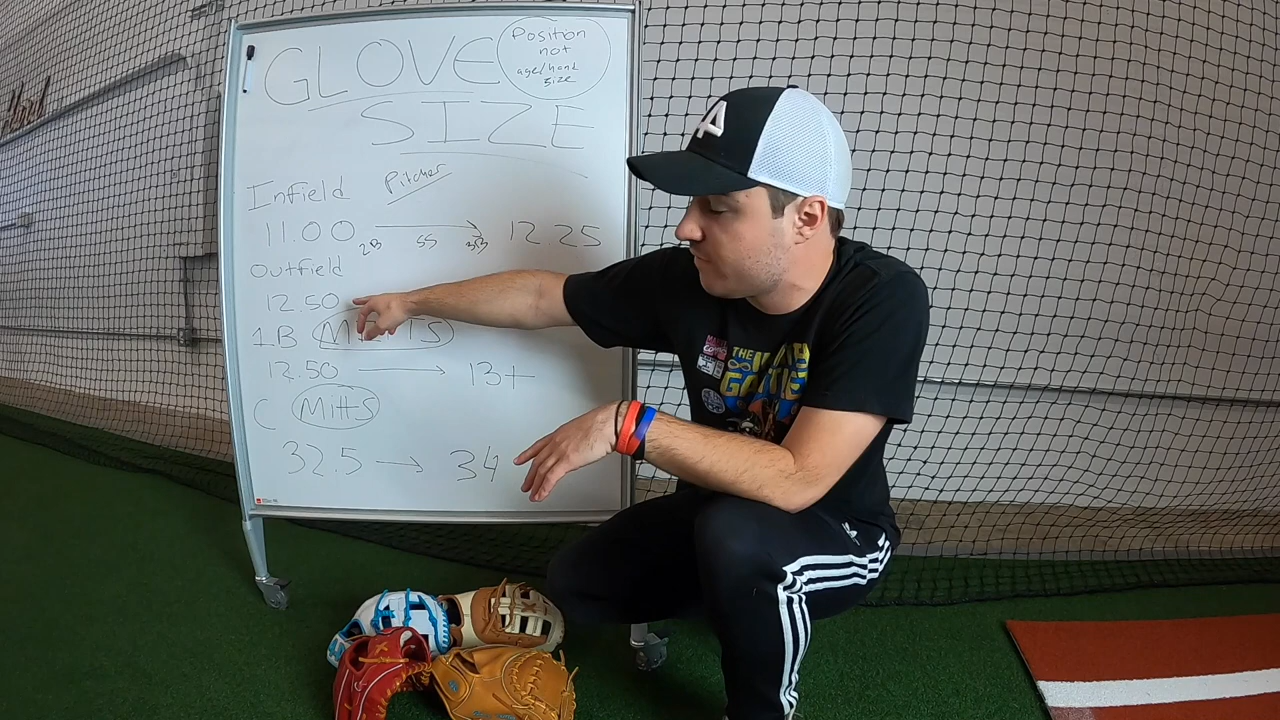 GLOVE
SIZE
Position
not
age/hand
size
Infield
Pitcher
11.00 2B SS 3B 12.25
Outfield
12.50
1B
12.50 → 13+
C Mitts
32.5 → 34
A
THE